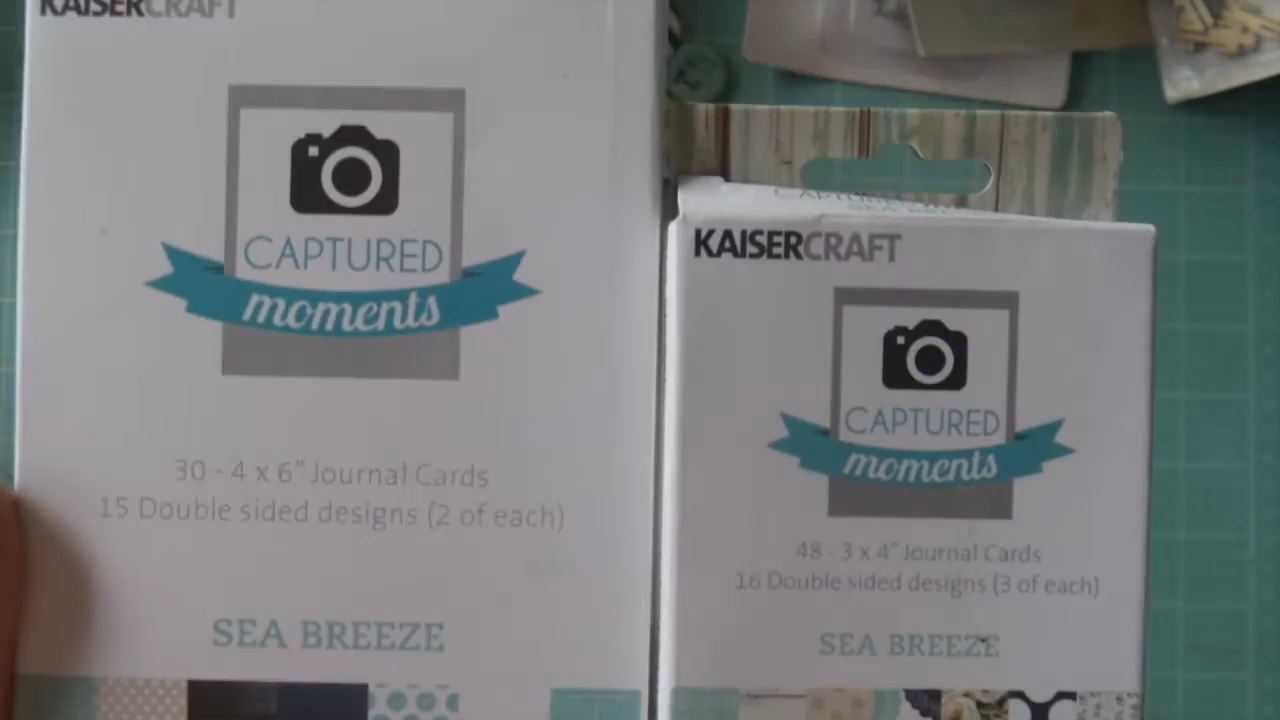 KAISERCRAFT
CAPTURED
moments
30 - 4 x 6" Journal Cards
15 Double sided designs (2 of each)
SEA BREEZE
KAISERCRAFT
CAPTURED
moments
48 - 3 x 4" Journal Cards
16 Double sided designs (3 of each)
SEA BREEZE